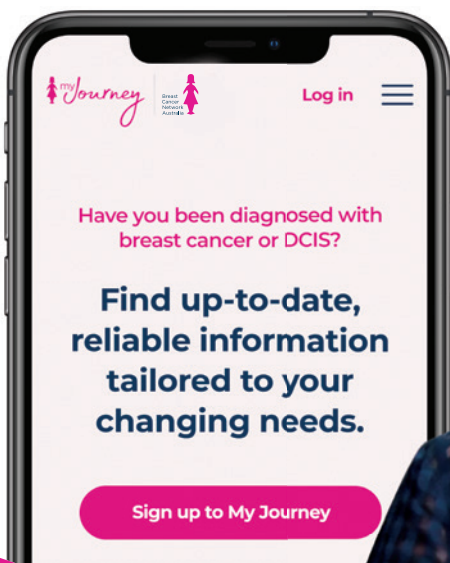 my Journey
Breast
Cancer
Network
Australia
Log in
Have you been diagnosed with
breast cancer or DCIS?
Find up-to-date,
reliable information
tailored to your
changing needs.
Sign up to My Journey